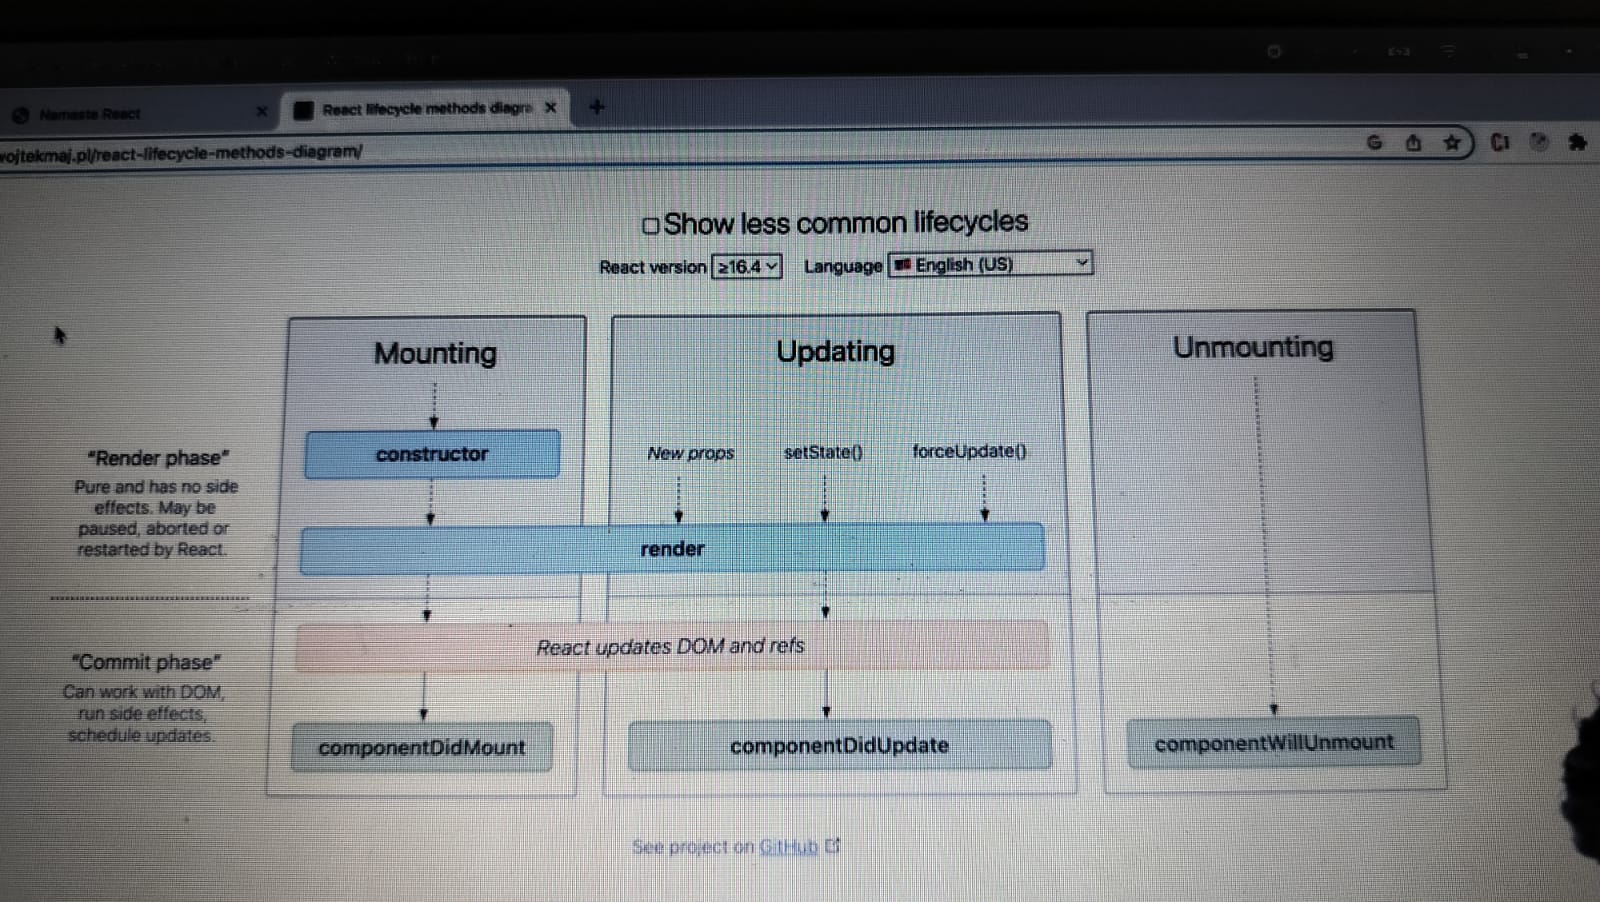 Namaste React
React lifecycle methods diagra
wojtekmaj.pl/react-lifecycle-methods-diagram/
Show less common lifecycles
React version ≥16.4 Language English (US)
Mounting
Updating
Unmounting
"Render phase"
Pure and has no side
effects. May be
paused, aborted or
restarted by React.
constructor
New props
setState()
forceUpdate()
render
"Commit phase"
Can work with DOM,
run side effects,
schedule updates.
React updates DOM and refs
componentDidMount
componentDidUpdate
componentWillUnmount
See project on GitHub